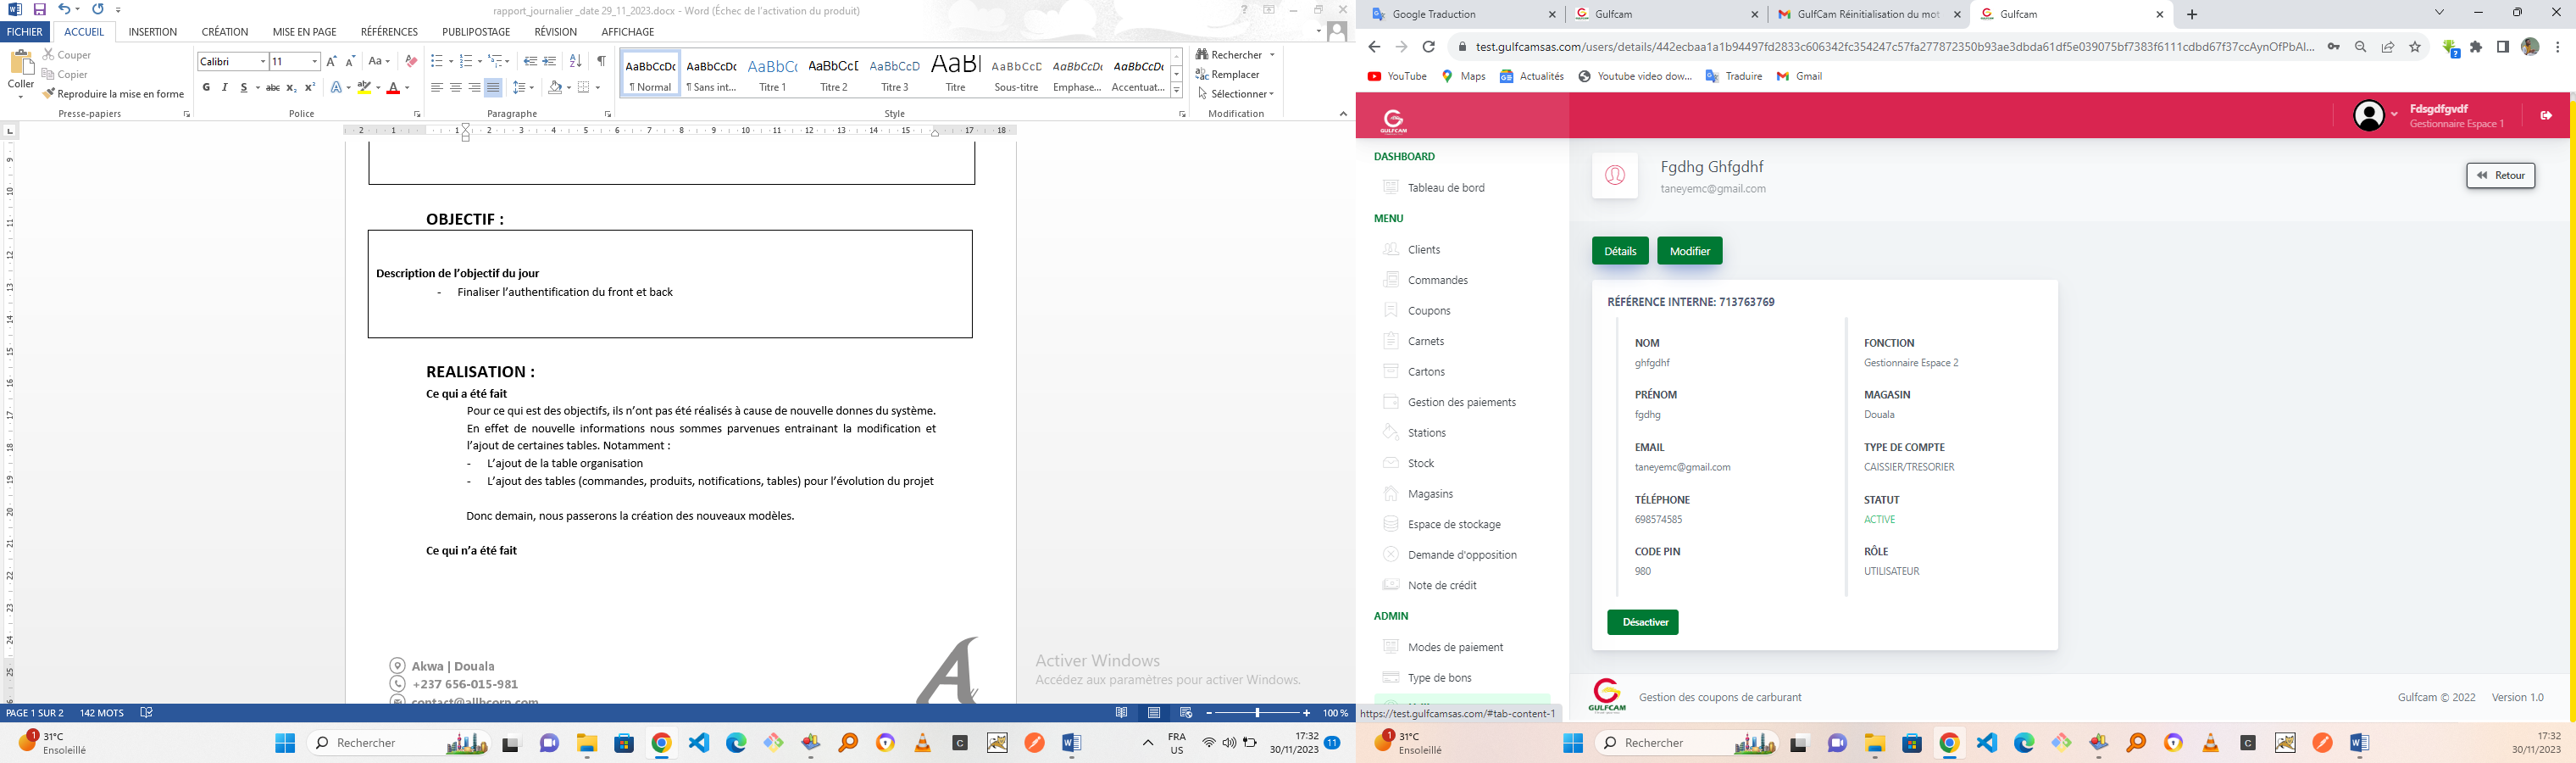 rapport_journalier _date 29_11_2023.docx - Word (Échec de l'activation du produit)
FICHIER ACCUEIL INSERTION CRÉATION MISE EN PAGE RÉFÉRENCES PUBLIPOSTAGE RÉVISION AFFICHAGE
Coller
Couper
Copier
Reproduire la mise en forme
Presse-papiers
Calibri 11
G I S abc
Police
Paragraphe
AaBbCcDc AaBbCcDc AaBbCc AaBbCcC AaBbCcD AaBl AaBbCcD AaBbCcDc AaBbCcDc
¶ Normal ¶ Sans int... Titre 1 Titre 2 Titre 3 Titre Sous-titre Emphase... Accentuat...
Style
Rechercher
Remplacer
Sélectionner
Modification
OBJECTIF :
Description de l'objectif du jour
- Finaliser l'authentification du front et back
REALISATION :
Ce qui a été fait
Pour ce qui est des objectifs, ils n'ont pas été réalisés à cause de nouvelle donnes du système.
En effet de nouvelle informations nous sommes parvenues entrainant la modification et
l'ajout de certaines tables. Notamment :
- L'ajout de la table organisation
- L'ajout des tables (commandes, produits, notifications, tables) pour l'évolution du projet
Donc demain, nous passerons la création des nouveaux modèles.
Ce qui n'a été fait
Akwa | Douala
+237 656-015-981
contact@allbcorp.com
Activer Windows
Accédez aux paramètres pour activer Windows.
PAGE 1 SUR 2 142 MOTS 100 %
31°C
Ensoleillé
Rechercher
FRA
US
17:32
30/11/2023
11
Google Traduction
Gulfcam
GulfCam Réinitialisation du mot
Gulfcam
test.gulfcamsas.com/users/details/442ecbaa1a1b94497fd2833c606342fc354247c57fa277872350b93ae3dbda61df5e039075bf7383f6111cdbd67f37ccAynOfPbAl...
YouTube Maps Actualités Youtube video dow... Traduire Gmail
GULFCAM
Fdsgdfgvdf
Gestionnaire Espace 1
DASHBOARD
Tableau de bord
MENU
Clients
Commandes
Coupons
Carnets
Cartons
Gestion des paiements
Stations
Stock
Magasins
Espace de stockage
Demande d'opposition
Note de crédit
ADMIN
Modes de paiement
Type de bons
Fgdhg Ghfgdhf
taneyemc@gmail.com
Retour
Détails Modifier
RÉFÉRENCE INTERNE: 713763769
NOM
ghfgdhf
PRÉNOM
fgdhg
EMAIL
taneyemc@gmail.com
TÉLÉPHONE
698574585
CODE PIN
980
FONCTION
Gestionnaire Espace 2
MAGASIN
Douala
TYPE DE COMPTE
CAISSIER/TRESORIER
STATUT
ACTIVE
RÔLE
UTILISATEUR
Désactiver
GULFCAM
Gestion des coupons de carburant
Gulfcam © 2022 Version 1.0
https://test.gulfcamsas.com/#tab-content-1
31°C
Ensoleillé
Rechercher
17:32
30/11/2023